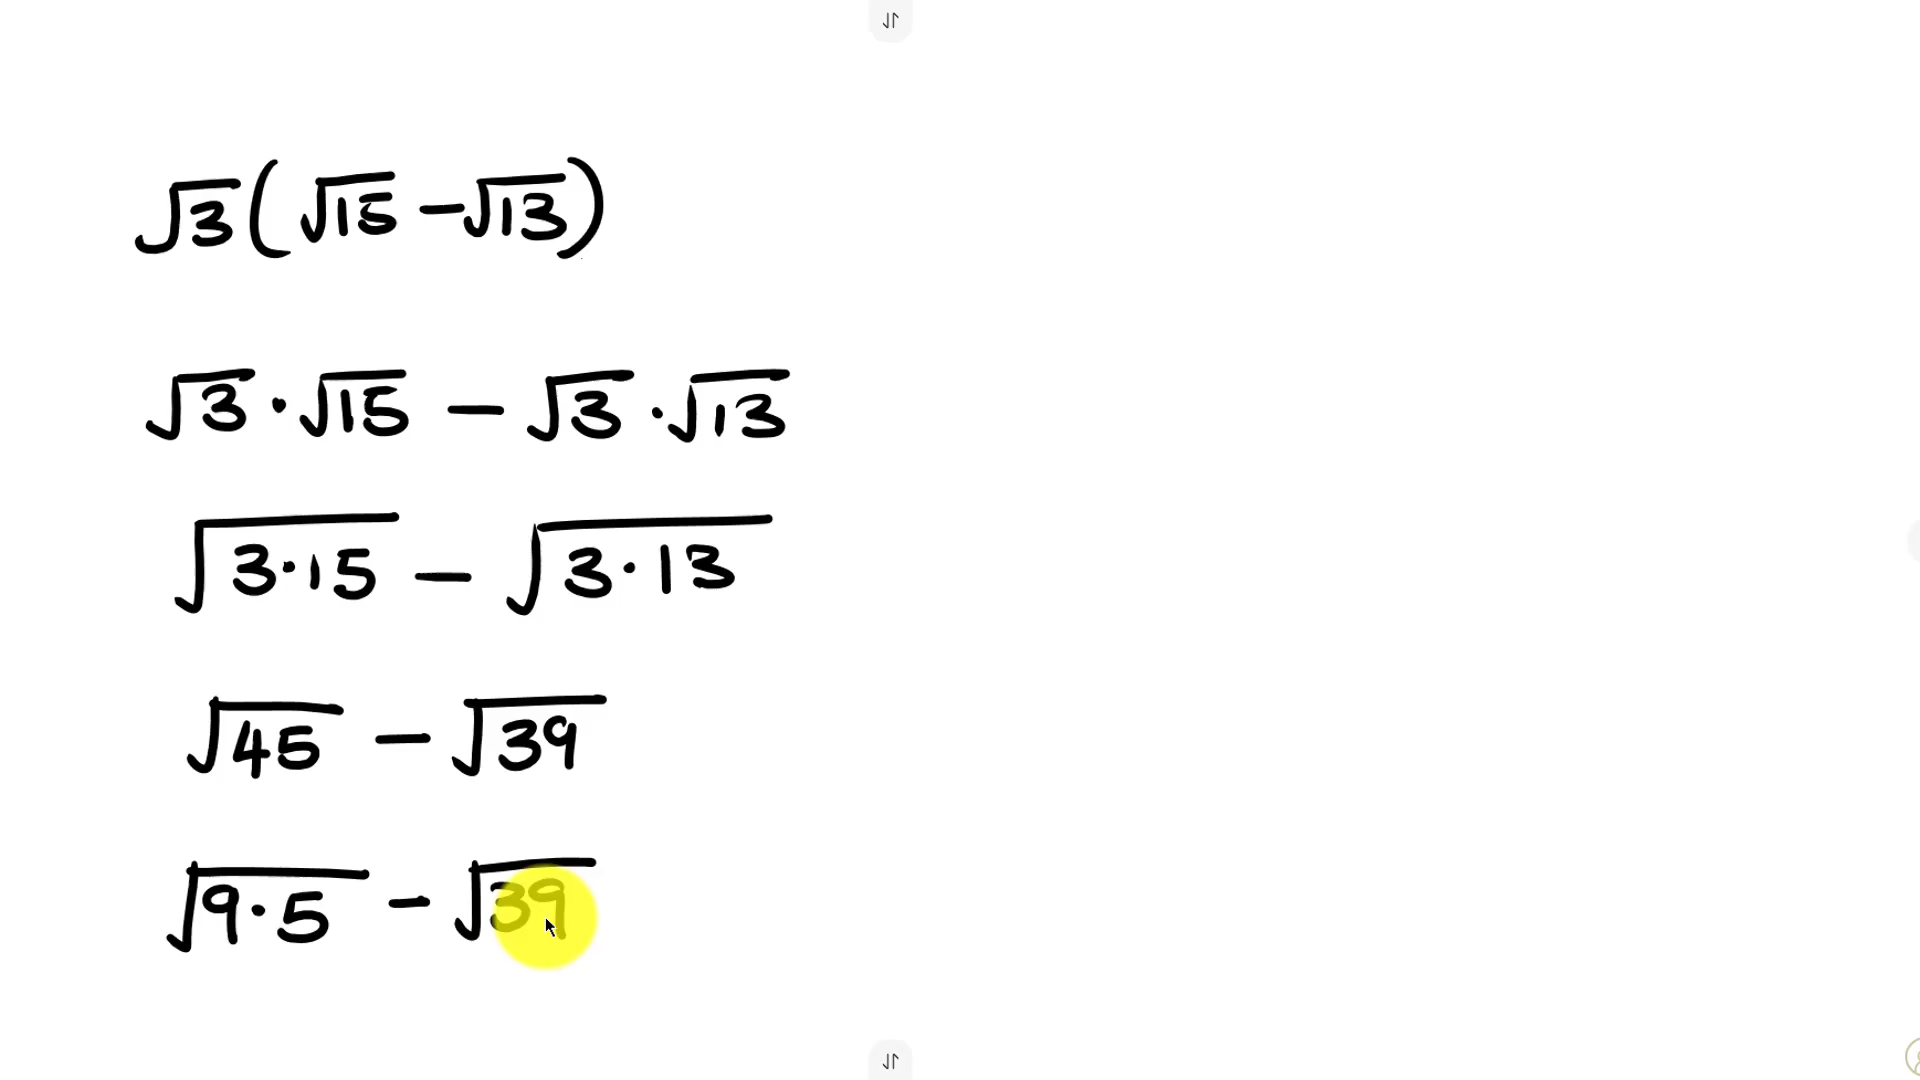 √3(√15 - √13)
√3 · √15 - √3 · √13
√(3·15) - √(3·13)
√45 - √39
√(9·5) - √39